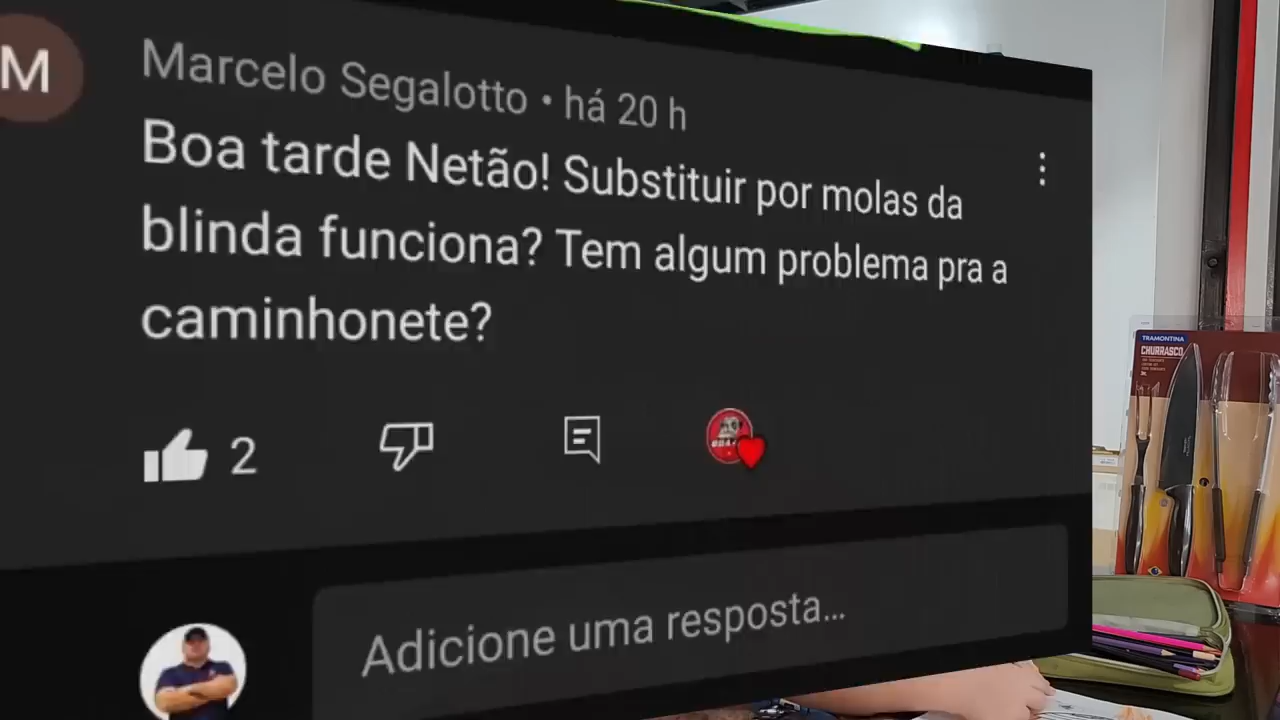 M
Marcelo Segalotto • há 20 h
Boa tarde Netão! Substituir por molas da
blinda funciona? Tem algum problema pra a
caminhonete?
2
Adicione uma resposta...
TRAMONTINA
CHURRASCO